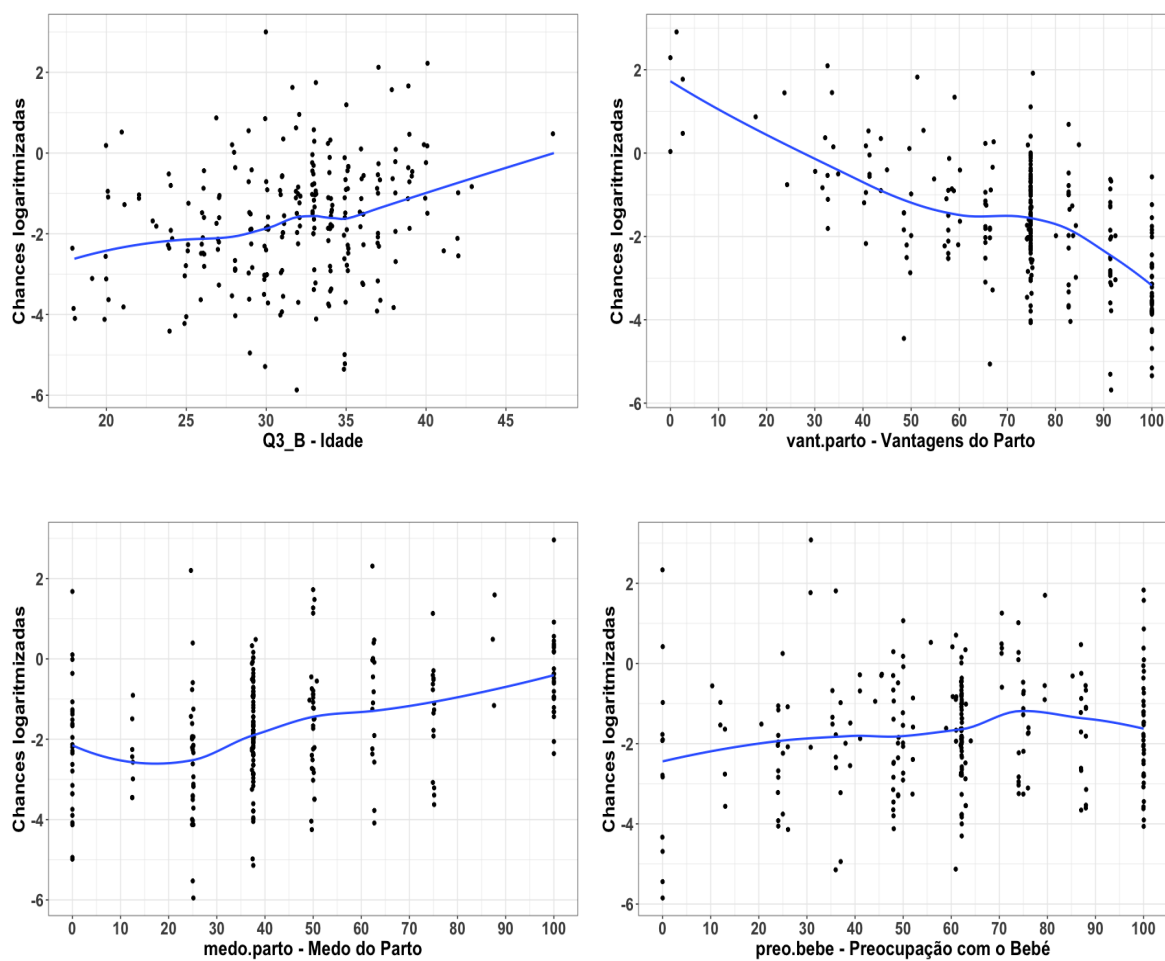 Chances logaritmizadas
2
0
-2
-4
-6
20 25 30 35 40 45
Q3_B - Idade
Chances logaritmizadas
2
0
-2
-4
-6
0 10 20 30 40 50 60 70 80 90 100
vant.parto - Vantagens do Parto
Chances logaritmizadas
2
0
-2
-4
-6
0 10 20 30 40 50 60 70 80 90 100
medo.parto - Medo do Parto
Chances logaritmizadas
2
0
-2
-4
-6
0 10 20 30 40 50 60 70 80 90 100
preo.bebe - Preocupação com o Bebé